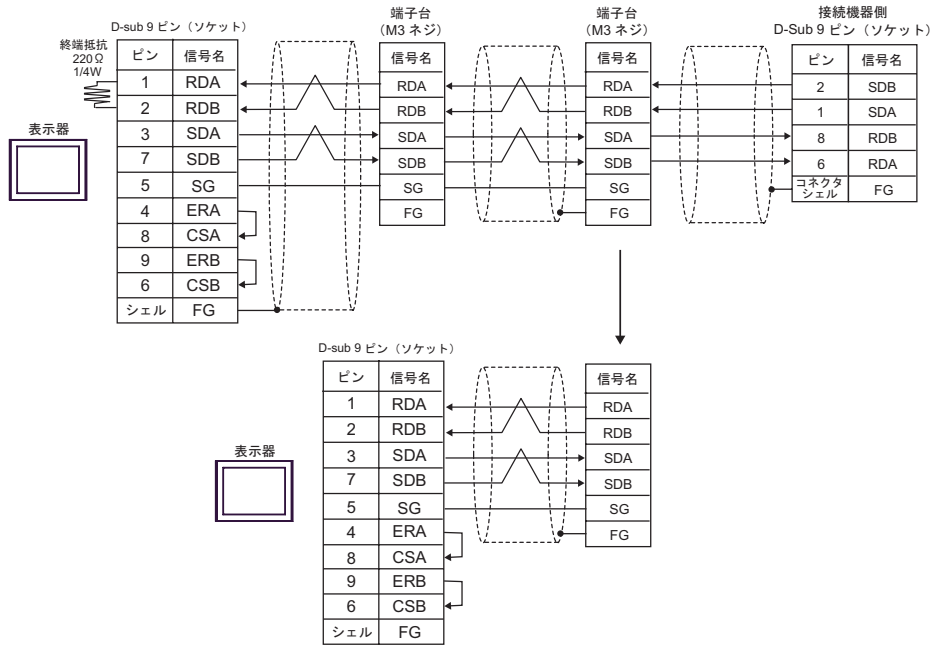 D-sub 9 ピン（ソケット）
終端抵抗
220Ω
1/4W
表示器
ピン 信号名
1 RDA
2 RDB
3 SDA
7 SDB
5 SG
4 ERA
8 CSA
9 ERB
6 CSB
シェル FG
端子台
(M3 ネジ)
信号名
RDA
RDB
SDA
SDB
SG
FG
端子台
(M3 ネジ)
信号名
RDA
RDB
SDA
SDB
SG
FG
接続機器側
D-Sub 9 ピン（ソケット）
ピン 信号名
2 SDB
1 SDA
8 RDB
6 RDA
コネクタ
シェル FG
D-sub 9 ピン（ソケット）
表示器
ピン 信号名
1 RDA
2 RDB
3 SDA
7 SDB
5 SG
4 ERA
8 CSA
9 ERB
6 CSB
シェル FG
信号名
RDA
RDB
SDA
SDB
SG
FG